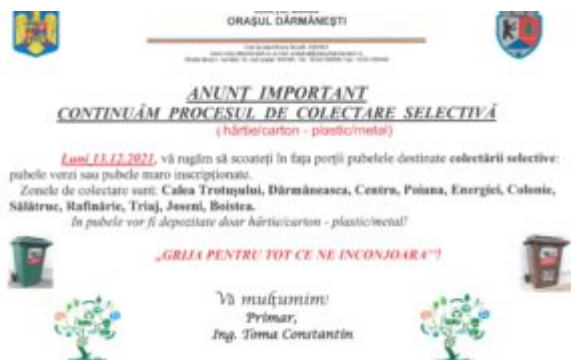 ORAȘUL DĂRMĂNEȘTI
ANUNȚ IMPORTANT
CONTINUĂM PROCESUL DE COLECTARE SELECTIVĂ
( hârtie/carton - plastic/metal)
Luni 13.12.2021, vă rugăm să scoateți în fața porții pubelele destinate colectării selective:
pubele verzi sau pubele maro inscripționate.
Zonele de colectare sunt: Calea Trotușului, Dărmăneasca, Centru, Poiana, Energiei, Colonie,
Sălătruc, Rafinărie, Triaj, Joseni, Boistea.
În pubele vor fi depozitate doar hârtie/carton - plastic/metal!
„GRIJA PENTRU TOT CE NE INCONJOARA"!
Vă mulțumim!
Primar,
Ing. Toma Constantin